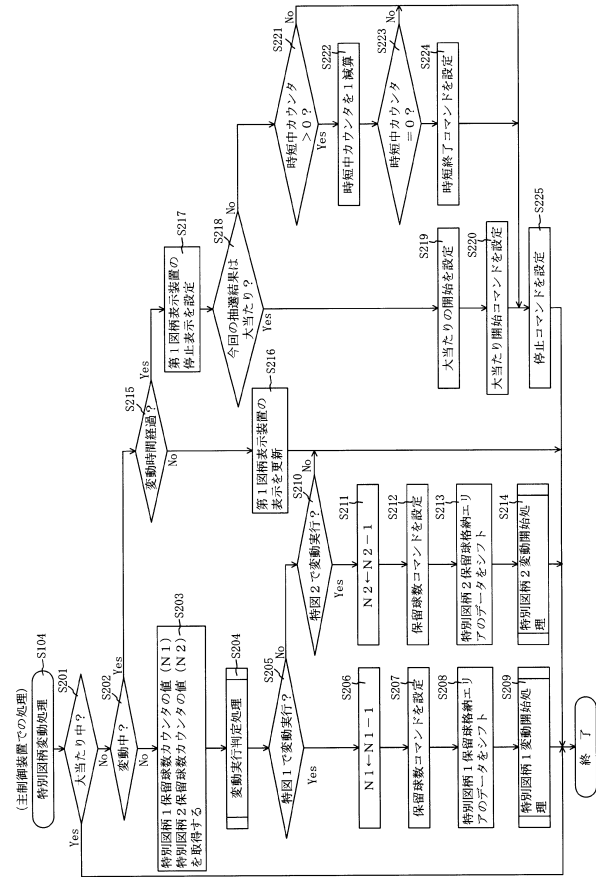 (主制御装置での処理)
特別図柄変動処理
S104
大当たり中?
S201
Yes
No
変動中?
S202
Yes
No
特別図柄1保留球数カウンタの値(N1)
特別図柄2保留球数カウンタの値(N2)
を取得する
S203
変動実行判定処理
S204
特図1で変動実行?
S205
No
Yes
N1←N1-1
S206
保留球数コマンドを設定
S207
特別図柄1保留球格納エリ
アのデータをシフト
S208
特別図柄1変動開始処
理
S209
特図2で変動実行?
S210
No
Yes
N2←N2-1
S211
保留球数コマンドを設定
S212
特別図柄2保留球格納エリ
アのデータをシフト
S213
特別図柄2変動開始処
理
S214
変動時間経過?
S215
Yes
No
第1図柄表示装置の
表示を更新
S216
第1図柄表示装置の
停止表示を設定
S217
今回の抽選結果は
大当たり?
S218
No
Yes
大当たりの開始を設定
S219
大当たり開始コマンドを設定
S220
時短中カウンタ
>0?
S221
No
Yes
時短中カウンタを1減算
S222
時短中カウンタ
=0?
S223
No
Yes
時短終了コマンドを設定
S224
停止コマンドを設定
S225
終了